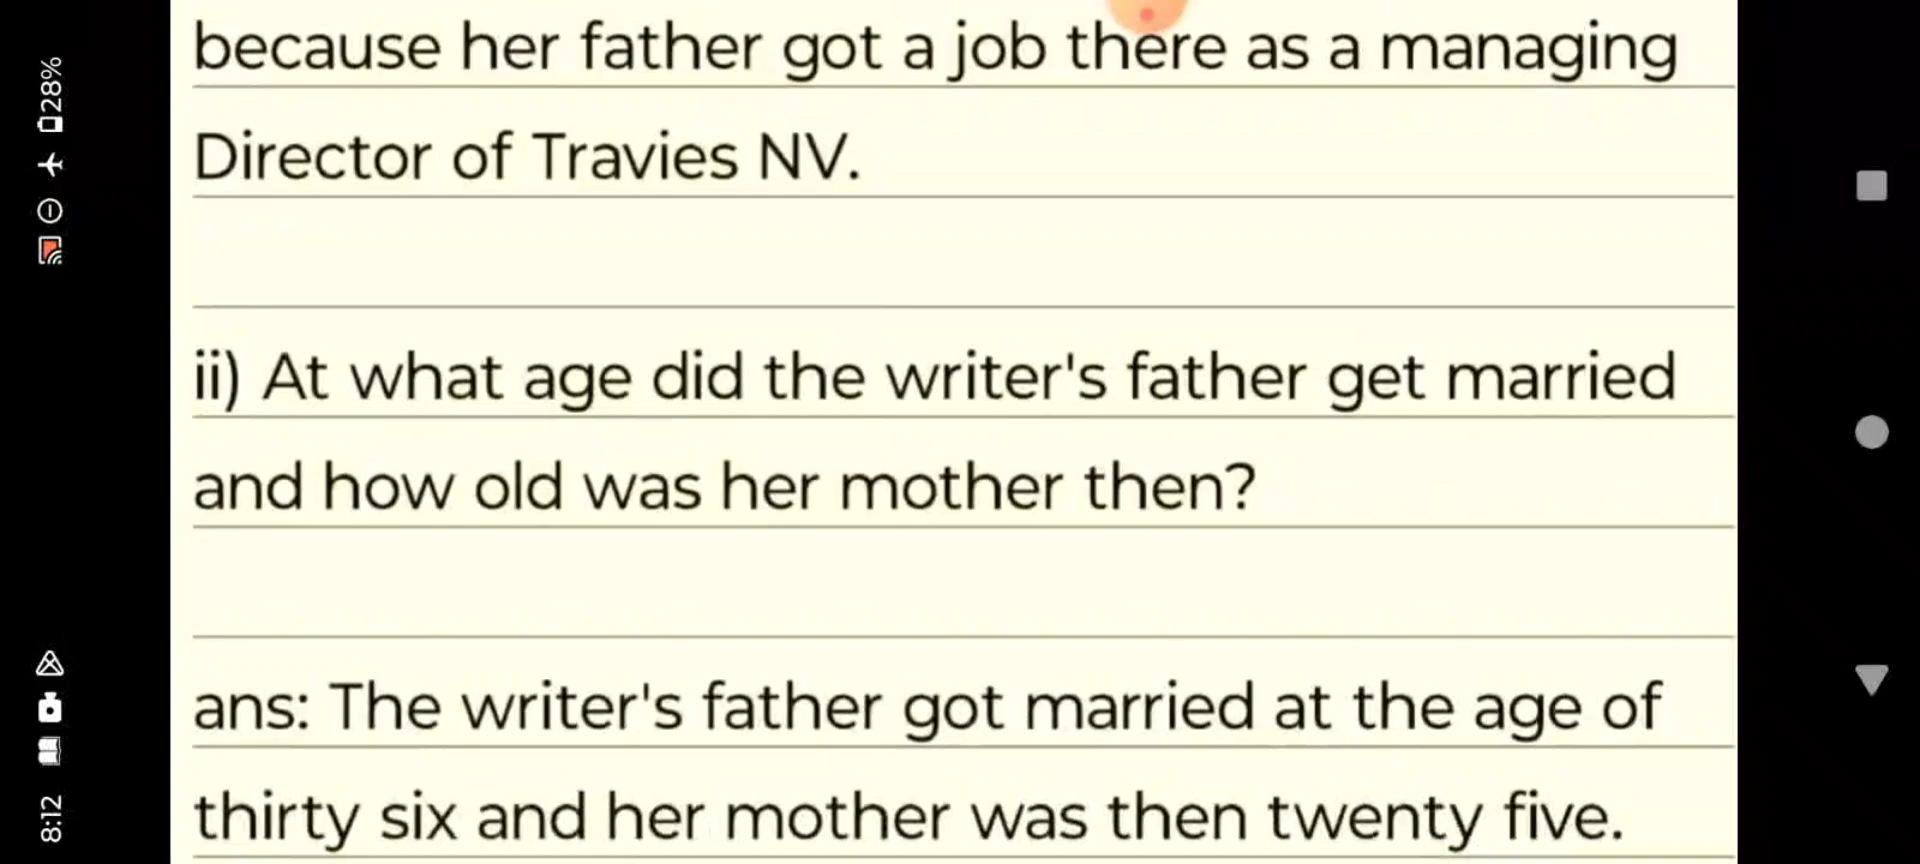 because her father got a job there as a managing
Director of Travies NV.
ii) At what age did the writer's father get married
and how old was her mother then?
ans: The writer's father got married at the age of
thirty six and her mother was then twenty five.
28%
8:12